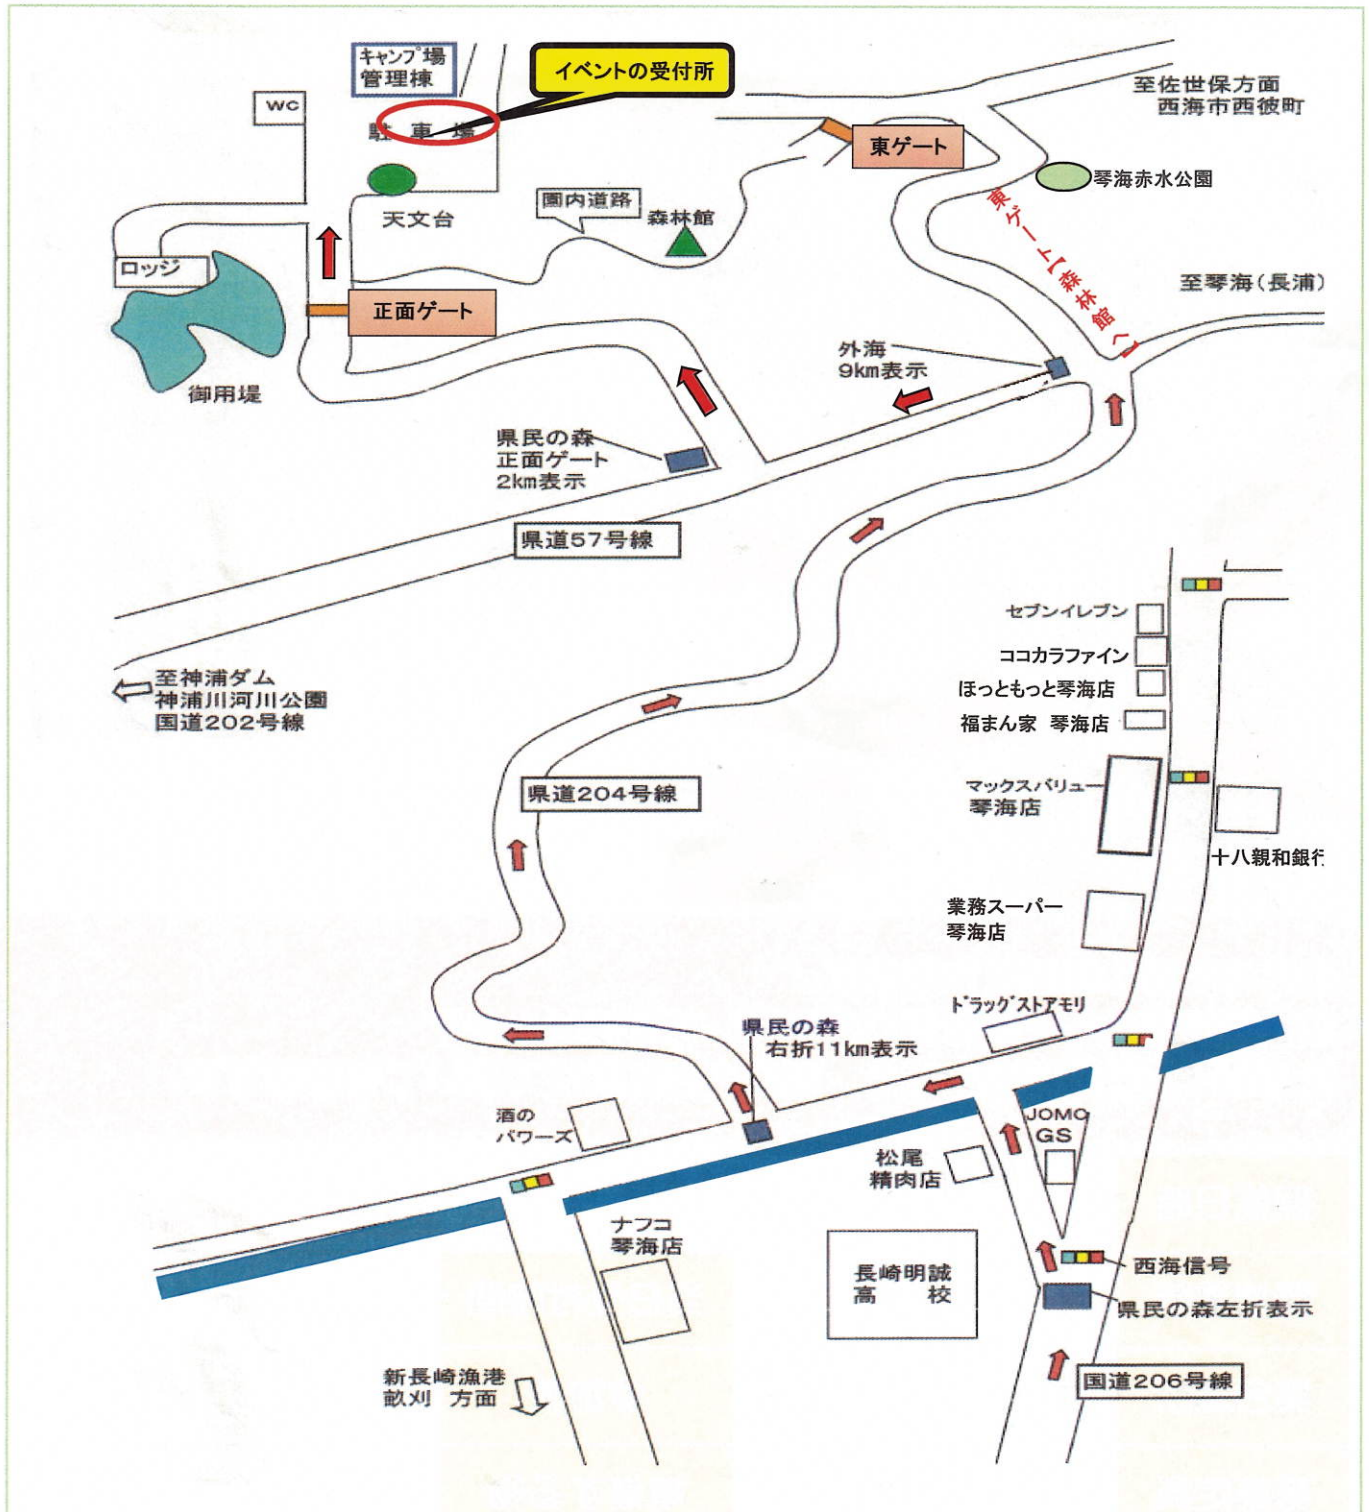 キャンプ場
管理棟
イベントの受付所
WC
駐車場
東ゲート
至佐世保方面
西海市西彼町
琴海赤水公園
天文台
園内道路
森林館
東ゲート【森林館へ】
ロッジ
正面ゲート
至琴海(長浦)
御用堤
外海
9km表示
県民の森
正面ゲート
2km表示
県道57号線
至神浦ダム
神浦川河川公園
国道202号線
セブンイレブン
ココカラファイン
ほっともっと琴海店
福まん家 琴海店
マックスバリュー
琴海店
十八親和銀行
県道204号線
業務スーパー
琴海店
ドラッグストアモリ
県民の森
右折11km表示
酒の
パワーズ
JOMO
GS
松尾
精肉店
ナフコ
琴海店
長崎明誠
高 校
西海信号
県民の森左折表示
新長崎漁港
畝刈 方面
国道206号線